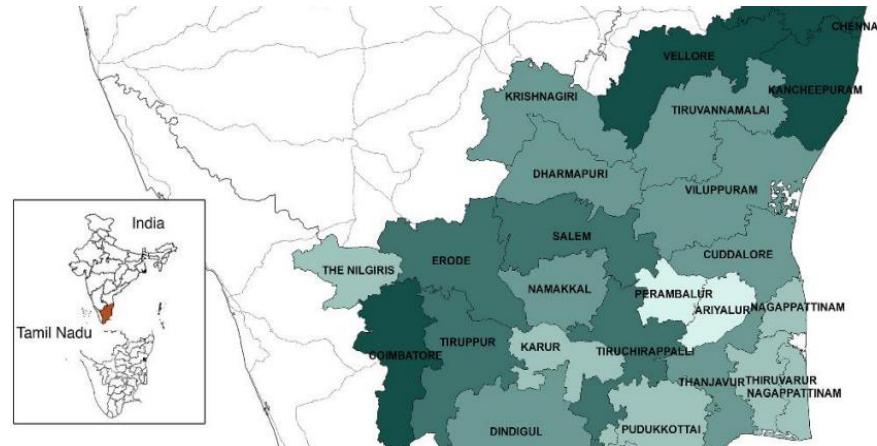 CHENNA
VELLORE
KANCHEEPURAM
KRISHNAGIRI
TIRUVANNAMALAI
DHARMAPURI
VILUPPURAM
India
SALEM
CUDDALORE
THE NILGIRIS
ERODE
NAMAKKAL
PERAMBALUR
ARIYALUR
NAGAPPATTINAM
Tamil Nadu
TIRUPPUR
KARUR
TIRUCHIRAPPALLI
COIMBATORE
THANJAVUR
THIRUVARUR
NAGAPPATTINAM
DINDIGUL
PUDUKKOTTAI